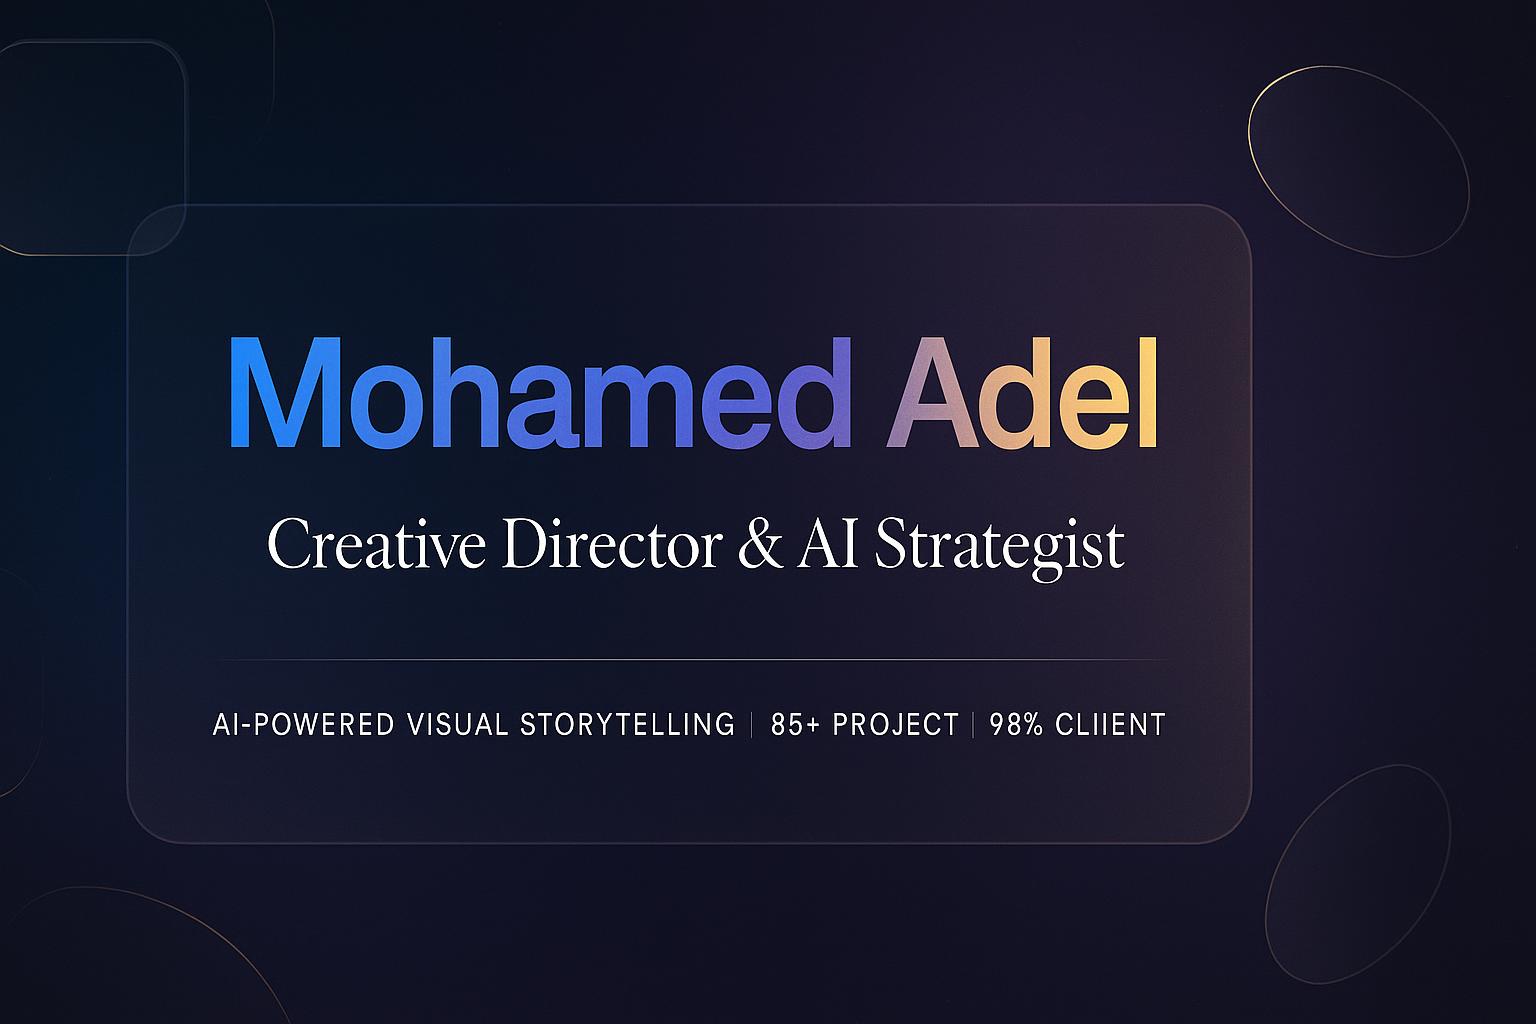 Mohamed Adel
Creative Director & AI Strategist
AI-POWERED VISUAL STORYTELLING | 85+ PROJECT | 98% CLIIENT